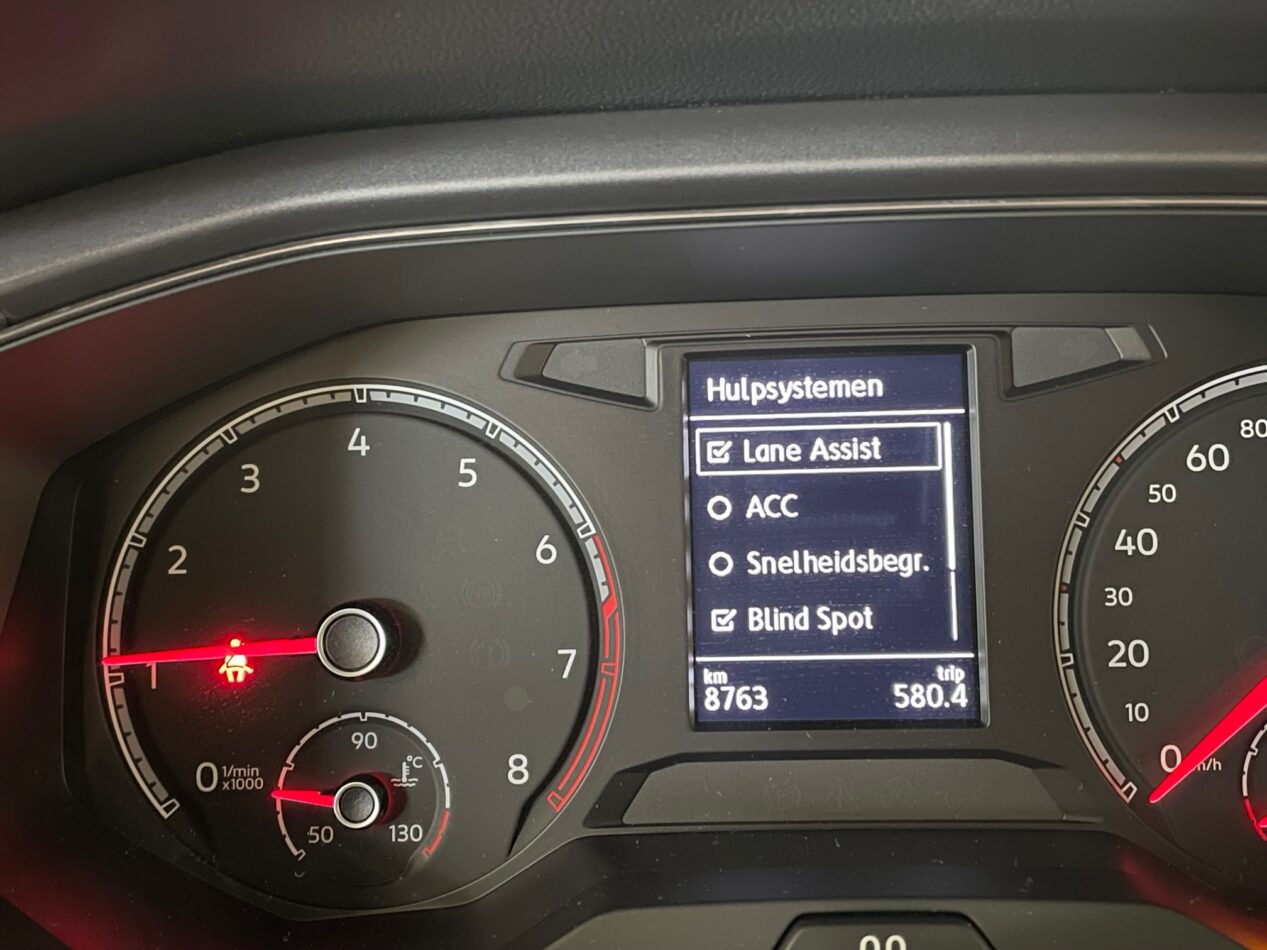 Hulpsystemen
Lane Assist
ACC
Snelheidsbegr.
Blind Spot
km
trip
8763
580.4
0
1
2
3
4
5
6
7
8
1/min
x1000
50
90
130
°C
0
10
20
30
40
50
60
80